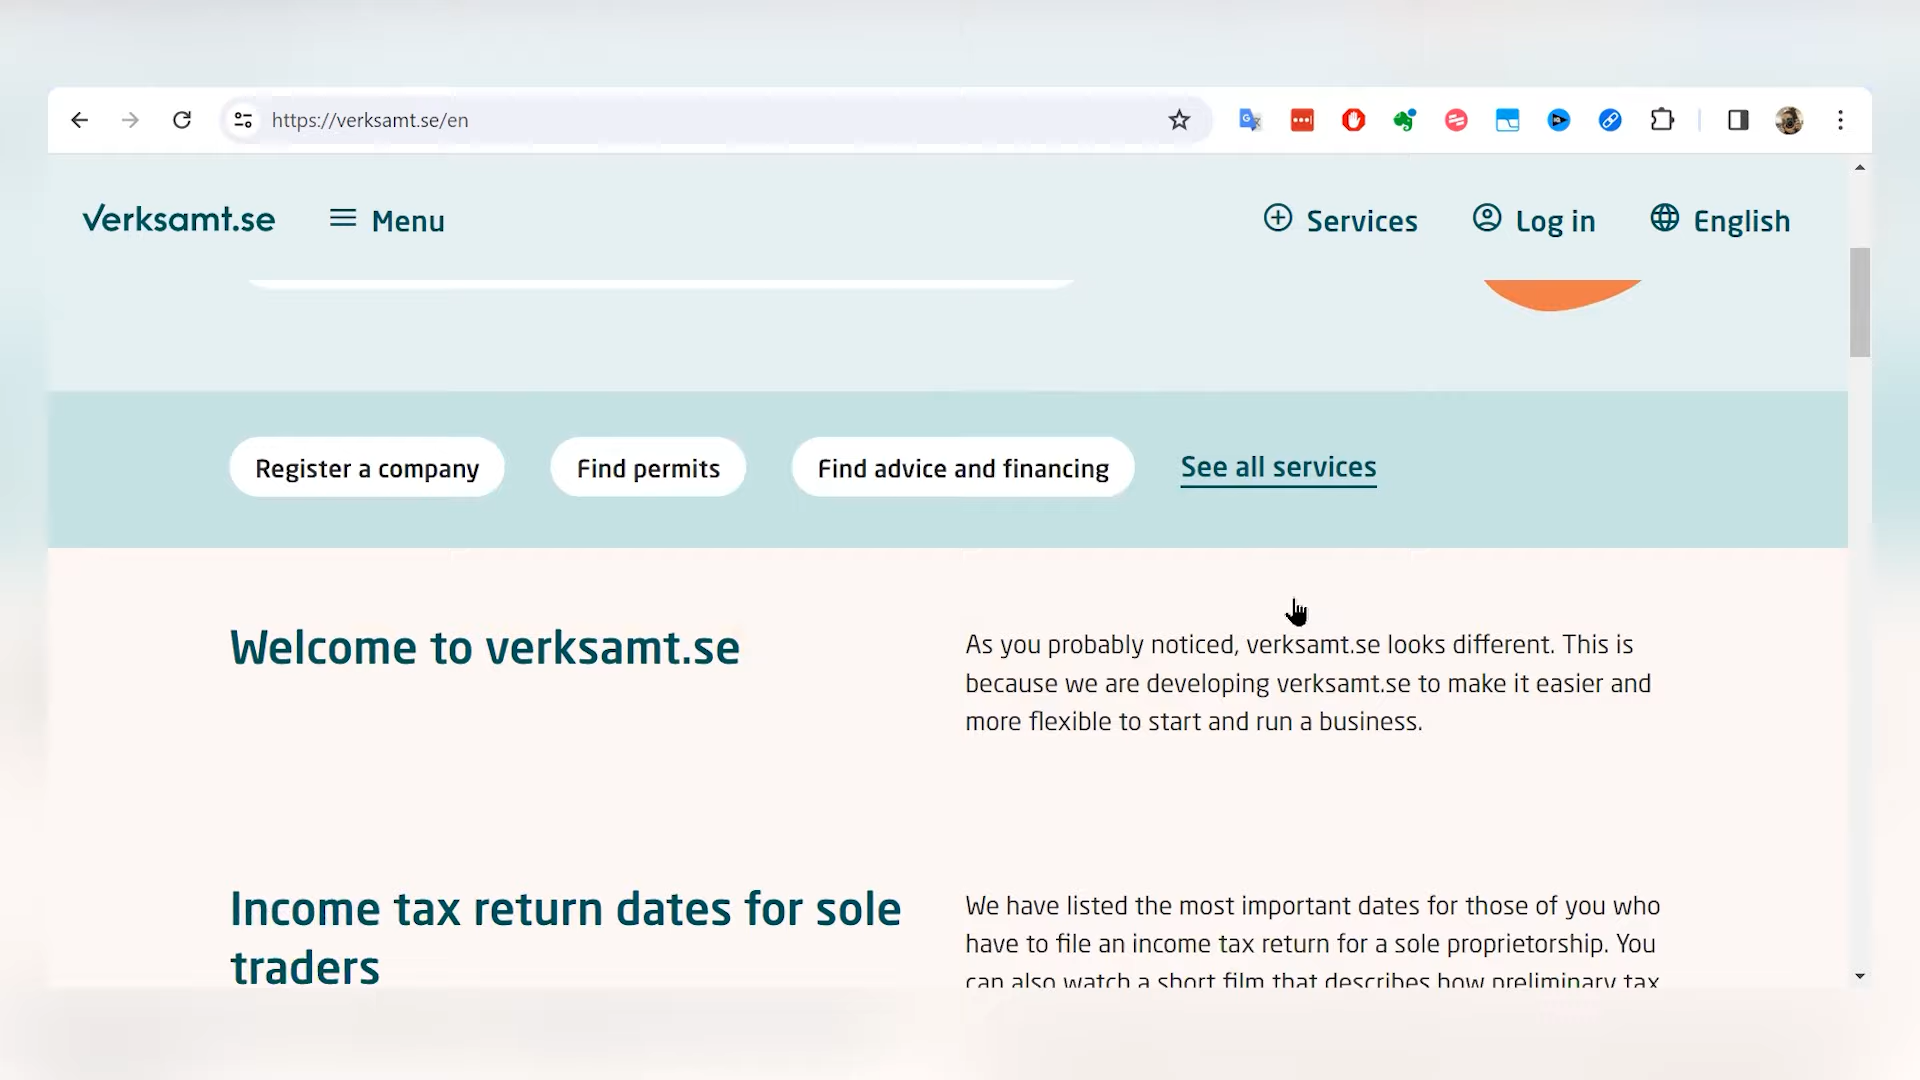 https://verksamt.se/en
verksamt.se
Menu
Services
Log in
English
Register a company
Find permits
Find advice and financing
See all services
Welcome to verksamt.se
As you probably noticed, verksamt.se looks different. This is
because we are developing verksamt.se to make it easier and
more flexible to start and run a business.
Income tax return dates for sole
traders
We have listed the most important dates for those of you who
have to file an income tax return for a sole proprietorship. You
can also watch a short film that describes how preliminary tax